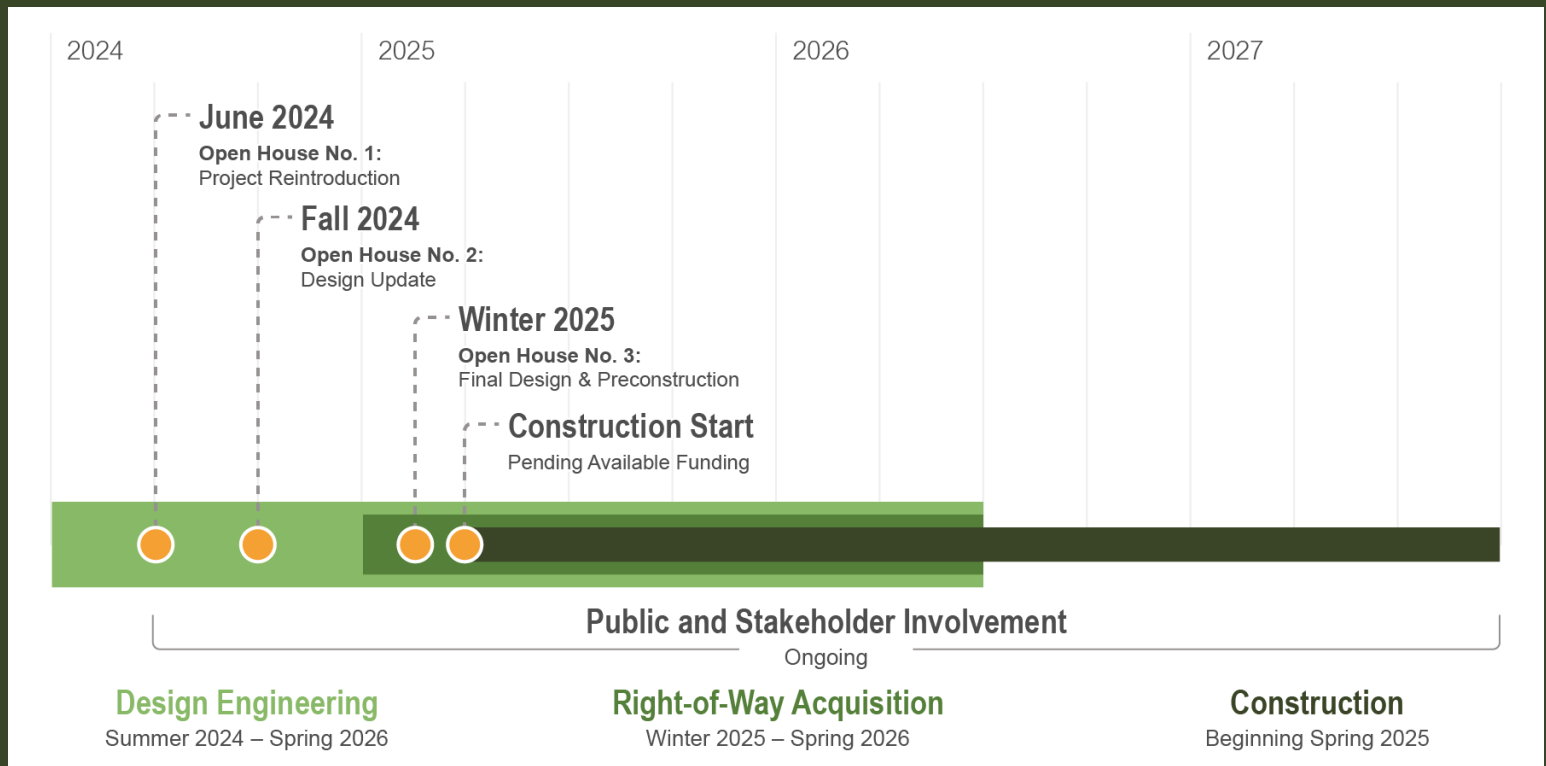 2024
2025
2026
2027
June 2024
Open House No. 1:
Project Reintroduction
Fall 2024
Open House No. 2:
Design Update
Winter 2025
Open House No. 3:
Final Design & Preconstruction
Construction Start
Pending Available Funding
Public and Stakeholder Involvement
Ongoing
Design Engineering
Summer 2024 – Spring 2026
Right-of-Way Acquisition
Winter 2025 – Spring 2026
Construction
Beginning Spring 2025